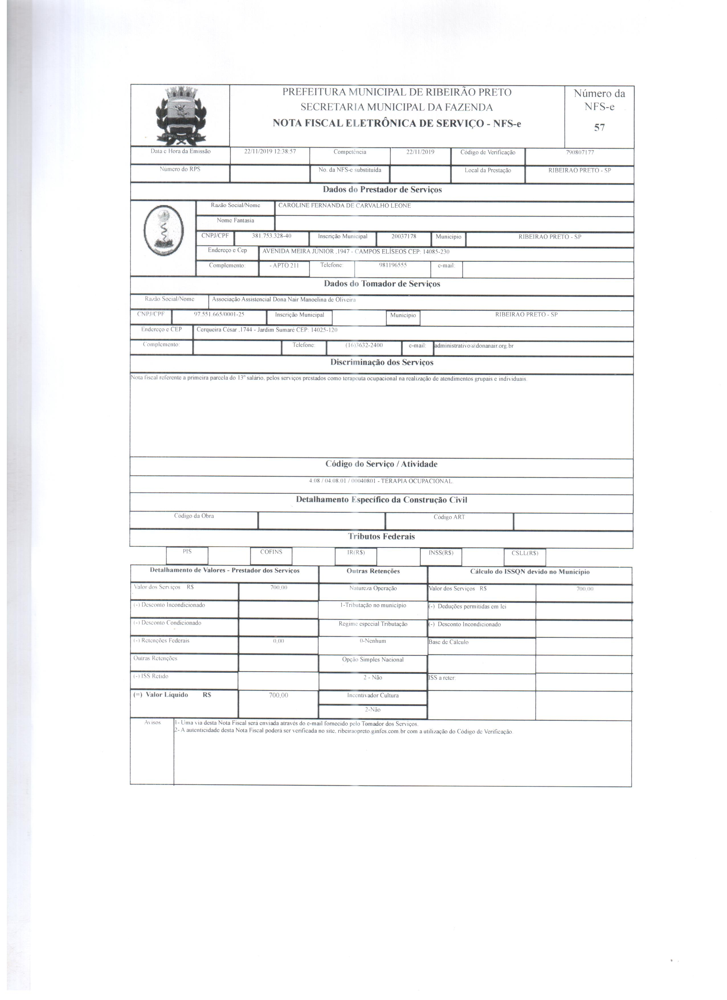 PREFEITURA MUNICIPAL DE RIBEIRÃO PRETO
SECRETARIA MUNICIPAL DA FAZENDA
NOTA FISCAL ELETRÔNICA DE SERVIÇO - NFS-e
Número da
NFS-e
57
Data e Hora da Emissão 22/11/2019 12:38:57 Competência 22/11/2019 Código de Verificação 790807177
Número do RPS No. da NFS-e substituída Local da Prestação RIBEIRAO PRETO - SP
Dados do Prestador de Serviços
Razão Social/Nome CAROLINE FERNANDA DE CARVALHO LEONE
Nome Fantasia
CNPJ/CPF 381.753.328-40 Inscrição Municipal 20037178 Município RIBEIRAO PRETO - SP
Endereço e Cep AVENIDA MEIRA JÚNIOR ,1947 - CAMPOS ELÍSEOS CEP: 14085-230
Complemento: - APTO 211 Telefone: 981196555 e-mail:
Dados do Tomador de Serviços
Razão Social/Nome Associação Assistencial Dona Nair Manoelina de Oliveira
CNPJ/CPF 97.551.665/0001-25 Inscrição Municipal Município RIBEIRAO PRETO - SP
Endereço e CEP Cerqueira César ,1744 - Jardim Sumaré CEP: 14025-120
Complemento: Telefone: (16)3632-2400 e-mail: administrativo@donanair.org.br
Discriminação dos Serviços
Nota fiscal referente a primeira parcela do 13º salário, pelos serviços prestados como terapeuta ocupacional na realização de atendimentos grupais e individuais.
Código do Serviço / Atividade
4.08 / 04.08.01 / 00040801 - TERAPIA OCUPACIONAL.
Detalhamento Específico da Construção Civil
Código da Obra Código ART
Tributos Federais
PIS COFINS IR(R$) INSS(R$) CSLL(R$)
Detalhamento de Valores - Prestador dos Serviços Outras Retenções Cálculo do ISSQN devido no Município
Valor dos Serviços R$ 700,00 Natureza Operação Valor dos Serviços R$ 700,00
(-) Desconto Incondicionado 1-Tributação no município (-) Deduções permitidas em lei
(-) Desconto Condicionado Regime especial Tributação (-) Desconto Incondicionado
(-) Retenções Federais 0,00 0-Nenhum Base de Cálculo
Outras Retenções Opção Simples Nacional
(-) ISS Retido 2 - Não ISS a reter:
(=) Valor Líquido R$ 700,00 Incentivador Cultura
2-Não
Avisos 1- Uma via desta Nota Fiscal será enviada através do e-mail fornecido pelo Tomador dos Serviços.
2- A autenticidade desta Nota Fiscal poderá ser verificada no site, ribeiraopreto.ginfes.com.br com a utilização do Código de Verificação.